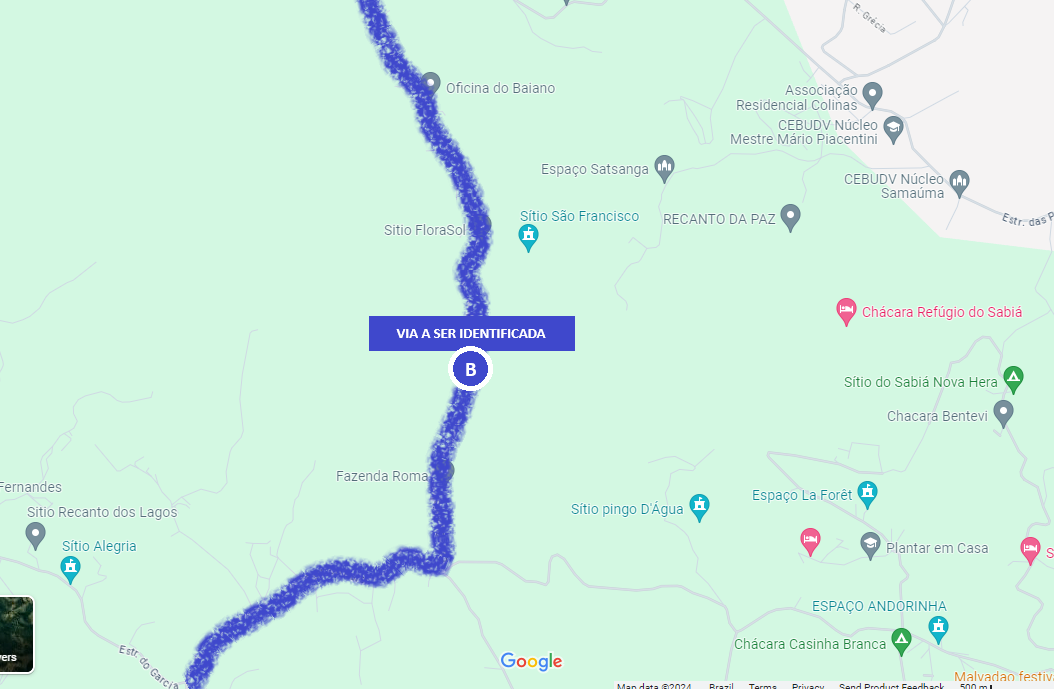 R. Grécia
Oficina do Baiano
Associação
Residencial Colinas
CEBUDV Núcleo
Mestre Mário Piacentini
Espaço Satsanga
CEBUDV Núcleo
Samaúma
Sítio São Francisco
RECANTO DA PAZ
Estr. das
Sitio FloraSol
Chácara Refúgio do Sabiá
VIA A SER IDENTIFICADA
B
Sítio do Sabiá Nova Hera
Chacara Bentevi
Fazenda Roma
Fernandes
Espaço La Forêt
Sitio Recanto dos Lagos
Sítio pingo D'Água
Sítio Alegria
Plantar em Casa
S
ESPAÇO ANDORINHA
Chácara Casinha Branca
Estr. do Garci
vers
Google
Malvadao festiv
Map data ©2024 Brazil Terms Privacy Send Product Feedback 500 m